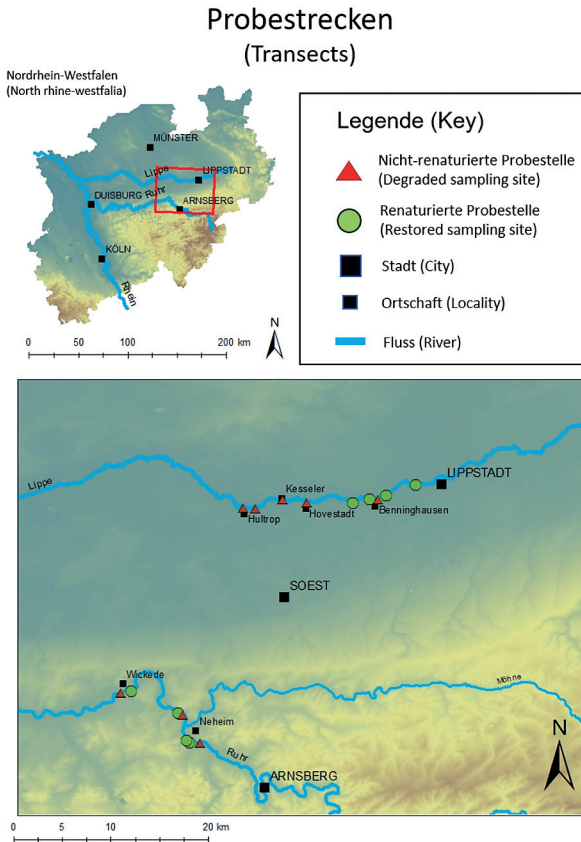 Probestrecken
(Transects)
Nordrhein-Westfalen
(North rhine-westfalia)
MÜNSTER
Lippe
LIPPSTADT
DUISBURG
Ruhr
ARNSBERG
KÖLN
Rhein
N
0 50 100 200 km
Legende (Key)
Nicht-renaturierte Probestelle
(Degraded sampling site)
Renaturierte Probestelle
(Restored sampling site)
Stadt (City)
Ortschaft (Locality)
Fluss (River)
Lippe
LIPPSTADT
Kesseler
Hultrop
Hovestadt
Benninghausen
SOEST
Wickede
Möhne
Neheim
Ruhr
ARNSBERG
N
0 5 10 20 km